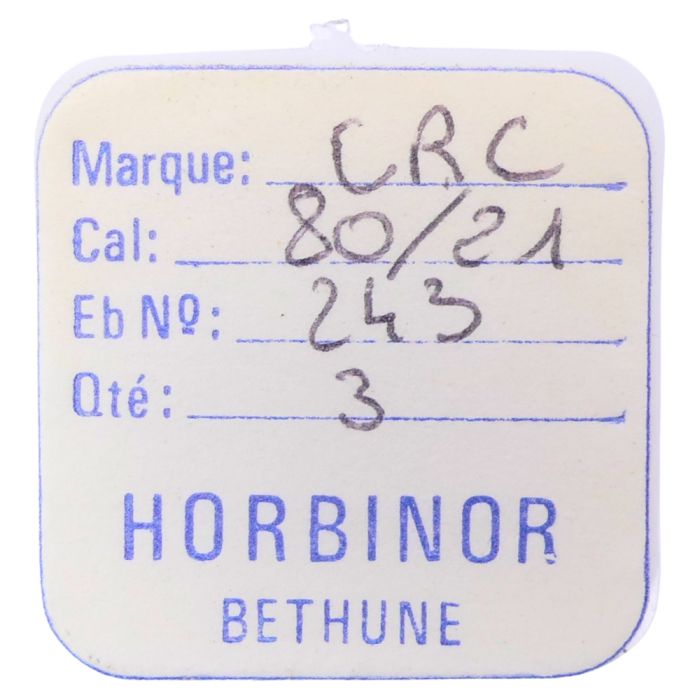 Marque: CRC
Cal: 80/21
Eb Nº: 243
Qté: 3
HORBINOR
BETHUNE